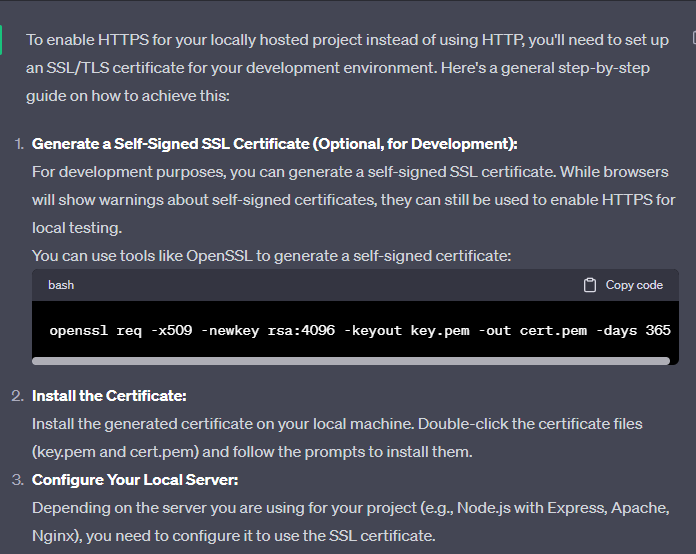 To enable HTTPS for your locally hosted project instead of using HTTP, you'll need to set up
an SSL/TLS certificate for your development environment. Here's a general step-by-step
guide on how to achieve this:
1. Generate a Self-Signed SSL Certificate (Optional, for Development):
For development purposes, you can generate a self-signed SSL certificate. While browsers
will show warnings about self-signed certificates, they can still be used to enable HTTPS for
local testing.
You can use tools like OpenSSL to generate a self-signed certificate:
bash Copy code
openssl req -x509 -newkey rsa:4096 -keyout key.pem -out cert.pem -days 365
2. Install the Certificate:
Install the generated certificate on your local machine. Double-click the certificate files
(key.pem and cert.pem) and follow the prompts to install them.
3. Configure Your Local Server:
Depending on the server you are using for your project (e.g., Node.js with Express, Apache,
Nginx), you need to configure it to use the SSL certificate.